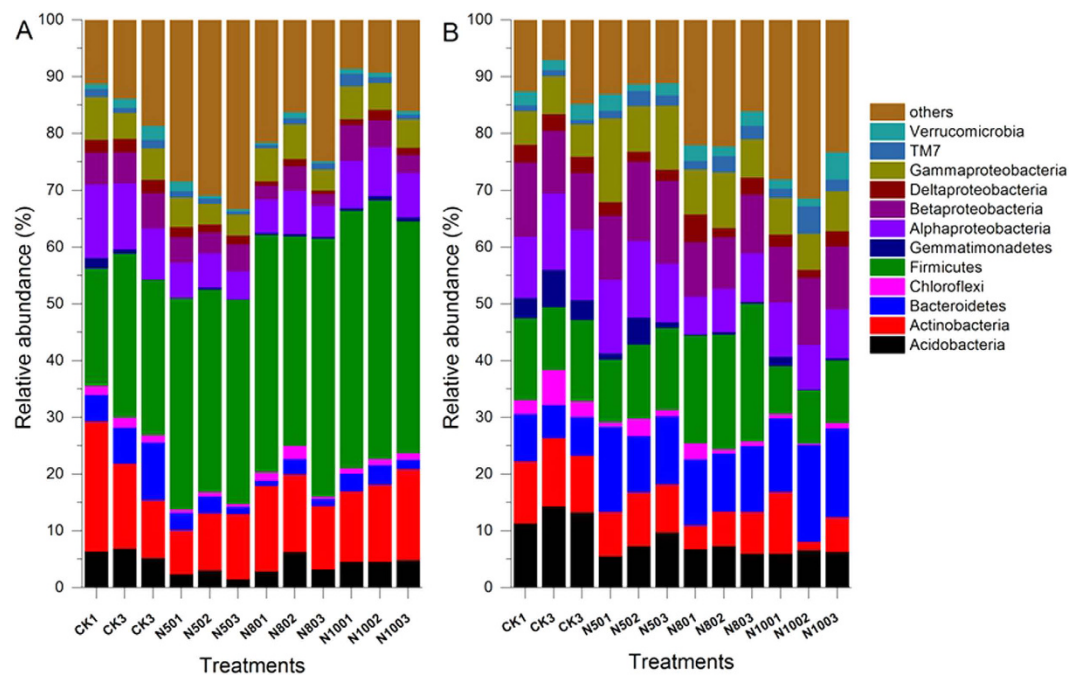 A
B
Relative abundance (%)
100
90
80
70
60
50
40
30
20
10
0
CK1 CK3 CK3 N501 N502 N503 N801 N802 N803 N1001 N1002 N1003
Treatments
Relative abundance (%)
100
90
80
70
60
50
40
30
20
10
0
CK1 CK3 CK3 N501 N502 N503 N801 N802 N803 N1001 N1002 N1003
Treatments
others
Verrucomicrobia
TM7
Gammaproteobacteria
Deltaproteobacteria
Betaproteobacteria
Alphaproteobacteria
Gemmatimonadetes
Firmicutes
Chloroflexi
Bacteroidetes
Actinobacteria
Acidobacteria